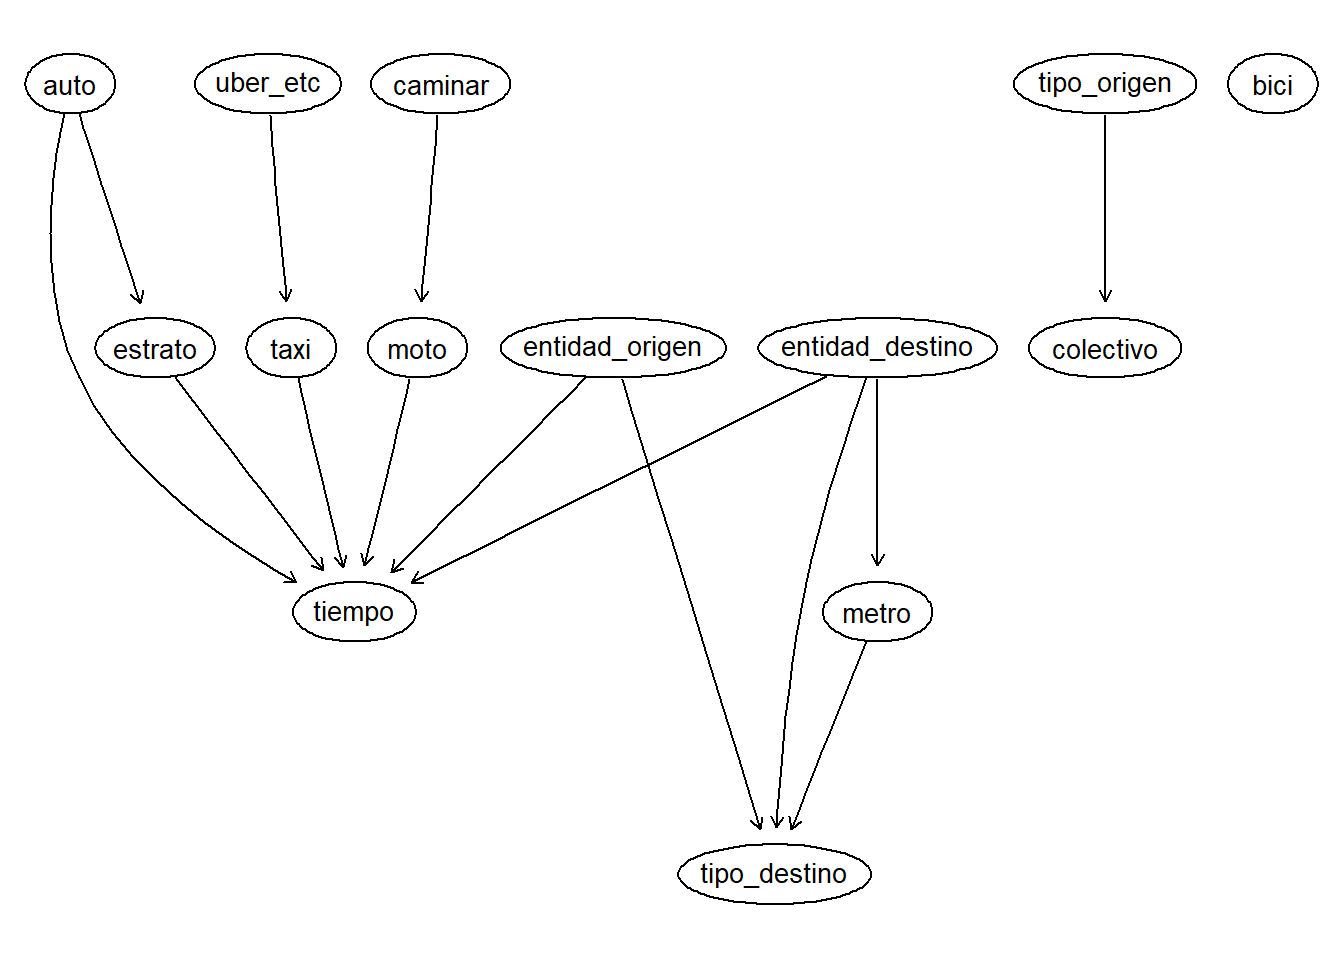 auto
uber_etc
caminar
tipo_origen
bici
estrato
taxi
moto
entidad_origen
entidad_destino
colectivo
tiempo
metro
tipo_destino